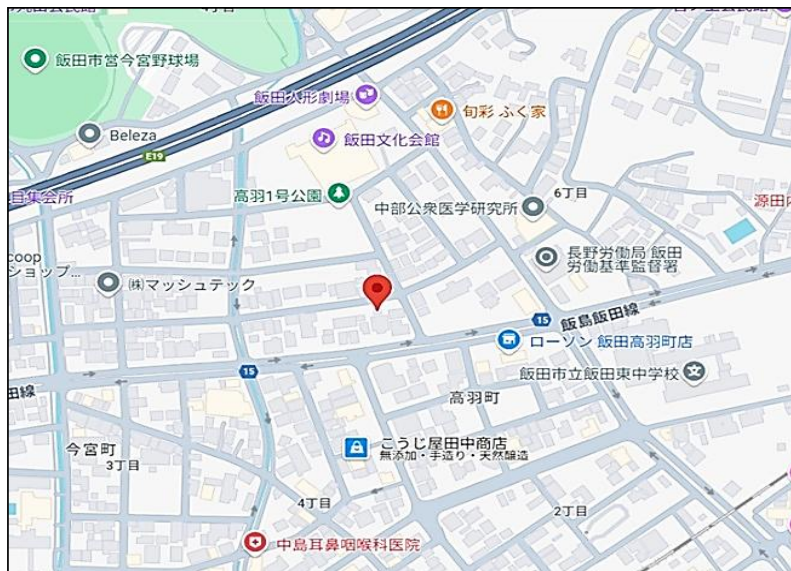 飯田市営今宮野球場
飯田人形劇場
旬彩 ふく家
Beleza
飯田文化会館
E19
高羽1号公園
中部公衆医学研究所
6丁目
目集会所
源田内
長野労働局 飯田
労働基準監督署
coop
ショップ...
㈱マッシュテック
15
飯島飯田線
ローソン 飯田高羽町店
15
飯田市立飯田東中学校
田線
高羽町
今宮町
3丁目
こうじ屋田中商店
無添加・手造り・天然醸造
4丁目
2丁目
中島耳鼻咽喉科医院